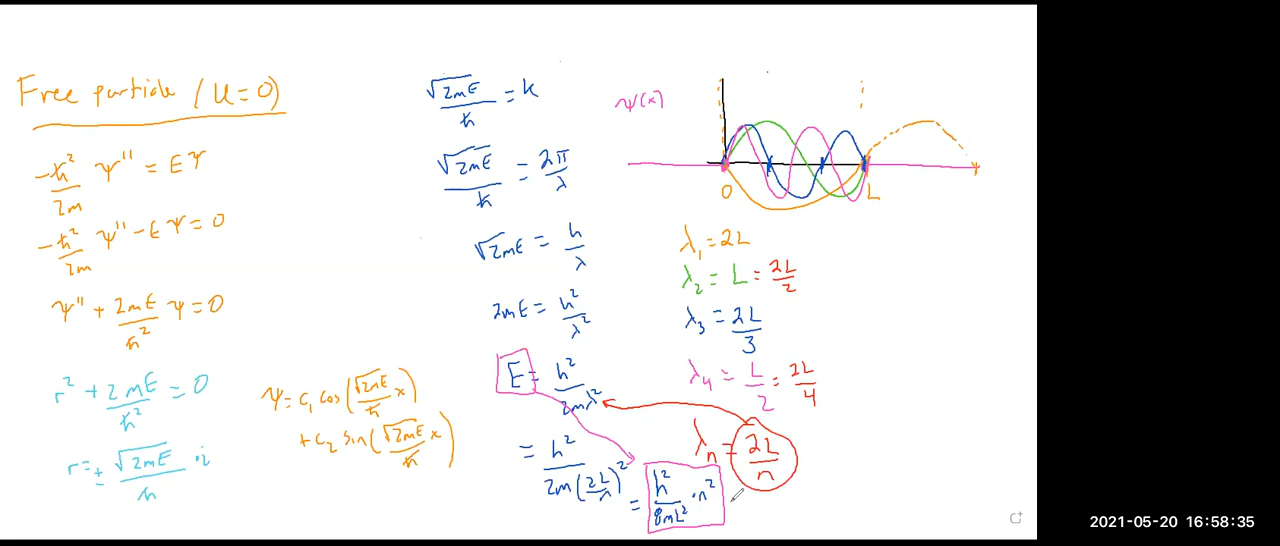 Free particle (U=0)
-ħ²/2m ψ'' = Eψ
-ħ²/2m ψ'' - Eψ = 0
ψ'' + 2mE/ħ² ψ = 0
r² + 2mE/ħ² = 0
r = ± √2mE/ħ · i
ψ = c₁ cos(√2mE/ħ x)
+ c₂ sin(√2mE/ħ x)
√2mE/ħ = k
√2mE/ħ = 2π/λ
√2mE = h/λ
2mE = h²/λ²
E = h²/2mλ²
= h²/2m(2L/n)²
= h²/8mL² · n²
ψ(x)
0 L
λ₁ = 2L
λ₂ = L = 2L/2
λ₃ = 2L/3
λ₄ = L/2 = 2L/4
λₙ = 2L/n
2021-05-20 16:58:35